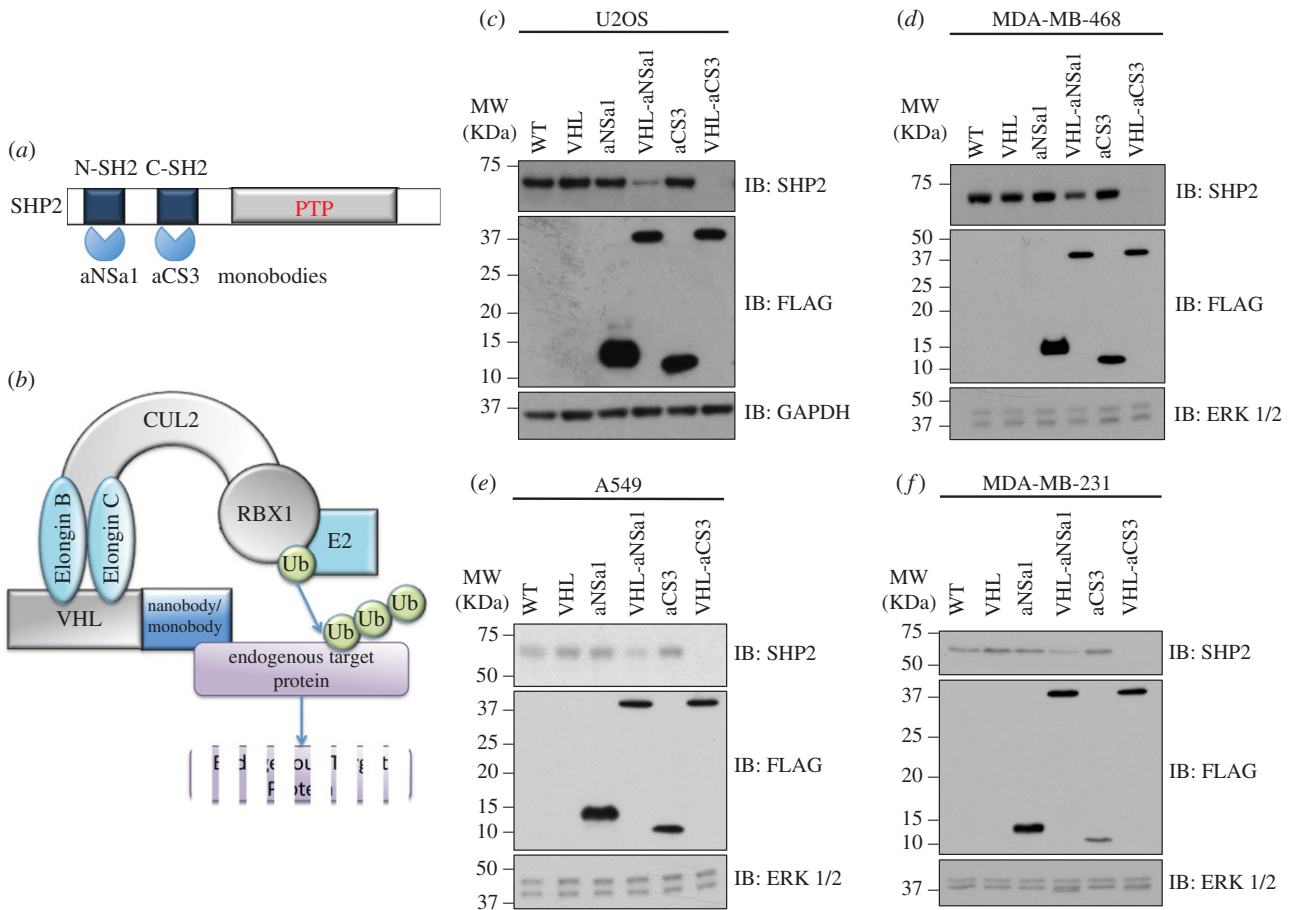 (a)
N-SH2 C-SH2
SHP2
PTP
aNSa1 aCS3 monobodies
(b)
CUL2
Elongin B
Elongin C
RBX1
E2
Ub
VHL
nanobody/
monobody
Ub
Ub
Ub
endogenous target
protein
(c)
U2OS
MW
(KDa)
WT
VHL
aNSa1
VHL-aNSa1
aCS3
VHL-aCS3
75
IB: SHP2
37
25
20
15
10
IB: FLAG
37
IB: GAPDH
(d)
MDA-MB-468
MW
(KDa)
WT
VHL
aNSa1
VHL-aNSa1
aCS3
VHL-aCS3
75
IB: SHP2
50
37
25
20
15
10
IB: FLAG
50
37
IB: ERK 1/2
(e)
A549
MW
(KDa)
WT
VHL
aNSa1
VHL-aNSa1
aCS3
VHL-aCS3
75
50
IB: SHP2
37
25
20
15
10
IB: FLAG
50
37
IB: ERK 1/2
(f)
MDA-MB-231
MW
(KDa)
WT
VHL
aNSa1
VHL-aNSa1
aCS3
VHL-aCS3
75
50
IB: SHP2
37
25
20
15
10
IB: FLAG
37
IB: ERK 1/2